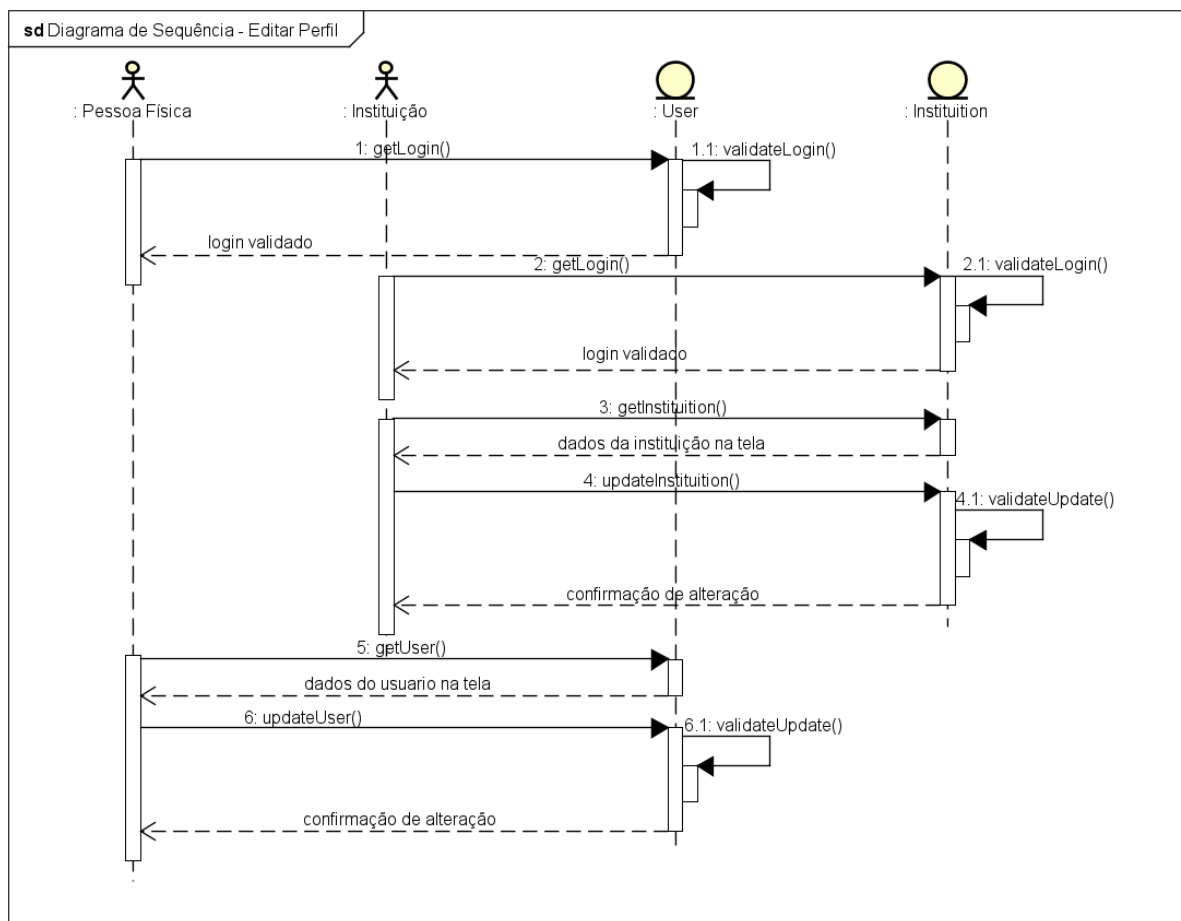 sd Diagrama de Sequência - Editar Perfil
: Pessoa Física
: Instituição
: User
: Instituition
1: getLogin()
1.1: validateLogin()
login validado
2: getLogin()
2.1: validateLogin()
login validado
3: getInstituition()
dados da instituição na tela
4: updateInstituition()
4.1: validateUpdate()
confirmação de alteração
5: getUser()
dados do usuario na tela
6: updateUser()
6.1: validateUpdate()
confirmação de alteração